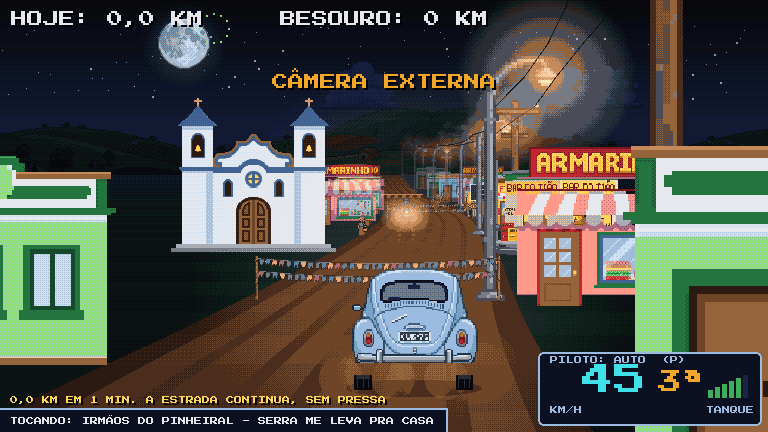 HOJE: 0,0 KM
BESOURO: 0 KM
CÂMERA EXTERNA
MARINHO
ARMARI
PILOTO: AUTO (P)
45 3ª
KM/H TANQUE
0,0 KM EM 1 MIN. A ESTRADA CONTINUA, SEM PRESSA
TOCANDO: IRMÃOS DO PINHEIRAL - SERRA ME LEVA PRA CASA